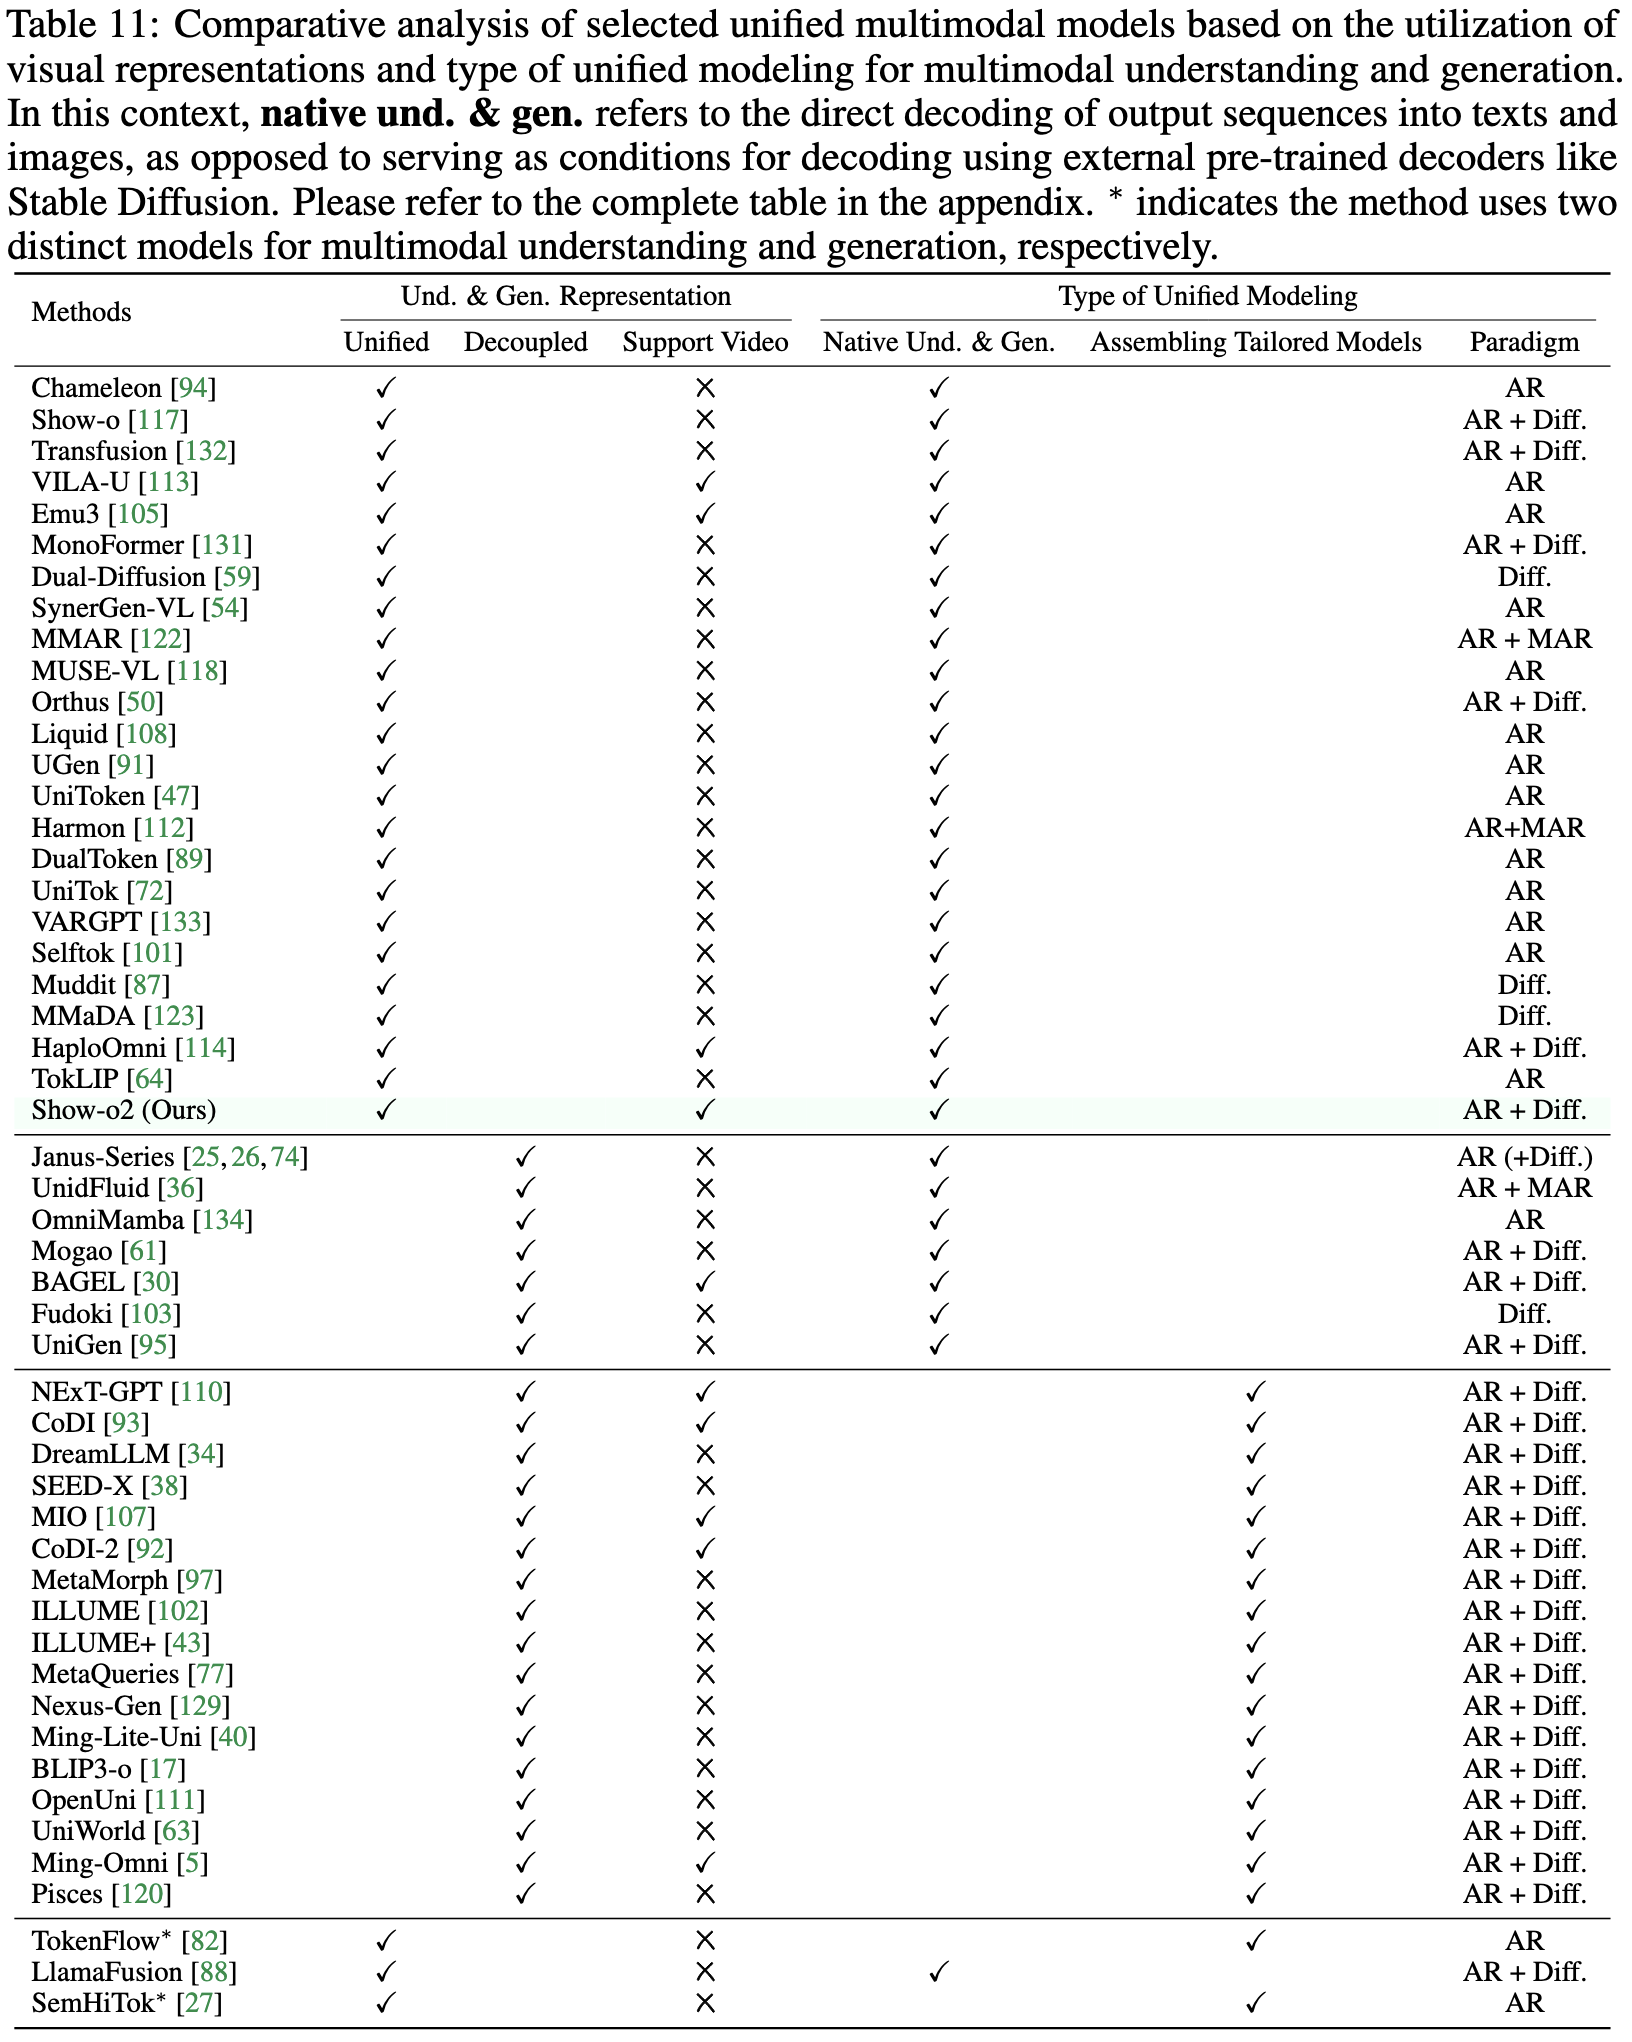 Table 11: Comparative analysis of selected unified multimodal models based on the utilization of
visual representations and type of unified modeling for multimodal understanding and generation.
In this context, native und. & gen. refers to the direct decoding of output sequences into texts and
images, as opposed to serving as conditions for decoding using external pre-trained decoders like
Stable Diffusion. Please refer to the complete table in the appendix. * indicates the method uses two
distinct models for multimodal understanding and generation, respectively.
Methods Und. & Gen. Representation Type of Unified Modeling
Unified Decoupled Support Video Native Und. & Gen. Assembling Tailored Models Paradigm
Chameleon [94] ✓ ✕ ✓ AR
Show-o [117] ✓ ✕ ✓ AR + Diff.
Transfusion [132] ✓ ✕ ✓ AR + Diff.
VILA-U [113] ✓ ✓ ✓ AR
Emu3 [105] ✓ ✓ ✓ AR
MonoFormer [131] ✓ ✕ ✓ AR + Diff.
Dual-Diffusion [59] ✓ ✕ ✓ Diff.
SynerGen-VL [54] ✓ ✕ ✓ AR
MMAR [122] ✓ ✕ ✓ AR + MAR
MUSE-VL [118] ✓ ✕ ✓ AR
Orthus [50] ✓ ✕ ✓ AR + Diff.
Liquid [108] ✓ ✕ ✓ AR
UGen [91] ✓ ✕ ✓ AR
UniToken [47] ✓ ✕ ✓ AR
Harmon [112] ✓ ✕ ✓ AR+MAR
DualToken [89] ✓ ✕ ✓ AR
UniTok [72] ✓ ✕ ✓ AR
VARGPT [133] ✓ ✕ ✓ AR
Selftok [101] ✓ ✕ ✓ AR
Muddit [87] ✓ ✕ ✓ Diff.
MMaDA [123] ✓ ✕ ✓ Diff.
HaploOmni [114] ✓ ✓ ✓ AR + Diff.
TokLIP [64] ✓ ✕ ✓ AR
Show-o2 (Ours) ✓ ✓ ✓ AR + Diff.
Janus-Series [25, 26, 74] ✓ ✕ ✓ AR (+Diff.)
UnidFluid [36] ✓ ✕ ✓ AR + MAR
OmniMamba [134] ✓ ✕ ✓ AR
Mogao [61] ✓ ✕ ✓ AR + Diff.
BAGEL [30] ✓ ✓ ✓ AR + Diff.
Fudoki [103] ✓ ✕ ✓ Diff.
UniGen [95] ✓ ✕ ✓ AR + Diff.
NExT-GPT [110] ✓ ✓ ✓ AR + Diff.
CoDI [93] ✓ ✓ ✓ AR + Diff.
DreamLLM [34] ✓ ✕ ✓ AR + Diff.
SEED-X [38] ✓ ✕ ✓ AR + Diff.
MIO [107] ✓ ✓ ✓ AR + Diff.
CoDI-2 [92] ✓ ✓ ✓ AR + Diff.
MetaMorph [97] ✓ ✕ ✓ AR + Diff.
ILLUME [102] ✓ ✕ ✓ AR + Diff.
ILLUME+ [43] ✓ ✕ ✓ AR + Diff.
MetaQueries [77] ✓ ✕ ✓ AR + Diff.
Nexus-Gen [129] ✓ ✕ ✓ AR + Diff.
Ming-Lite-Uni [40] ✓ ✕ ✓ AR + Diff.
BLIP3-o [17] ✓ ✕ ✓ AR + Diff.
OpenUni [111] ✓ ✕ ✓ AR + Diff.
UniWorld [63] ✓ ✕ ✓ AR + Diff.
Ming-Omni [5] ✓ ✓ ✓ AR + Diff.
Pisces [120] ✓ ✕ ✓ AR + Diff.
TokenFlow* [82] ✓ ✕ ✓ AR
LlamaFusion [88] ✓ ✕ ✓ AR + Diff.
SemHiTok* [27] ✓ ✕ ✓ AR